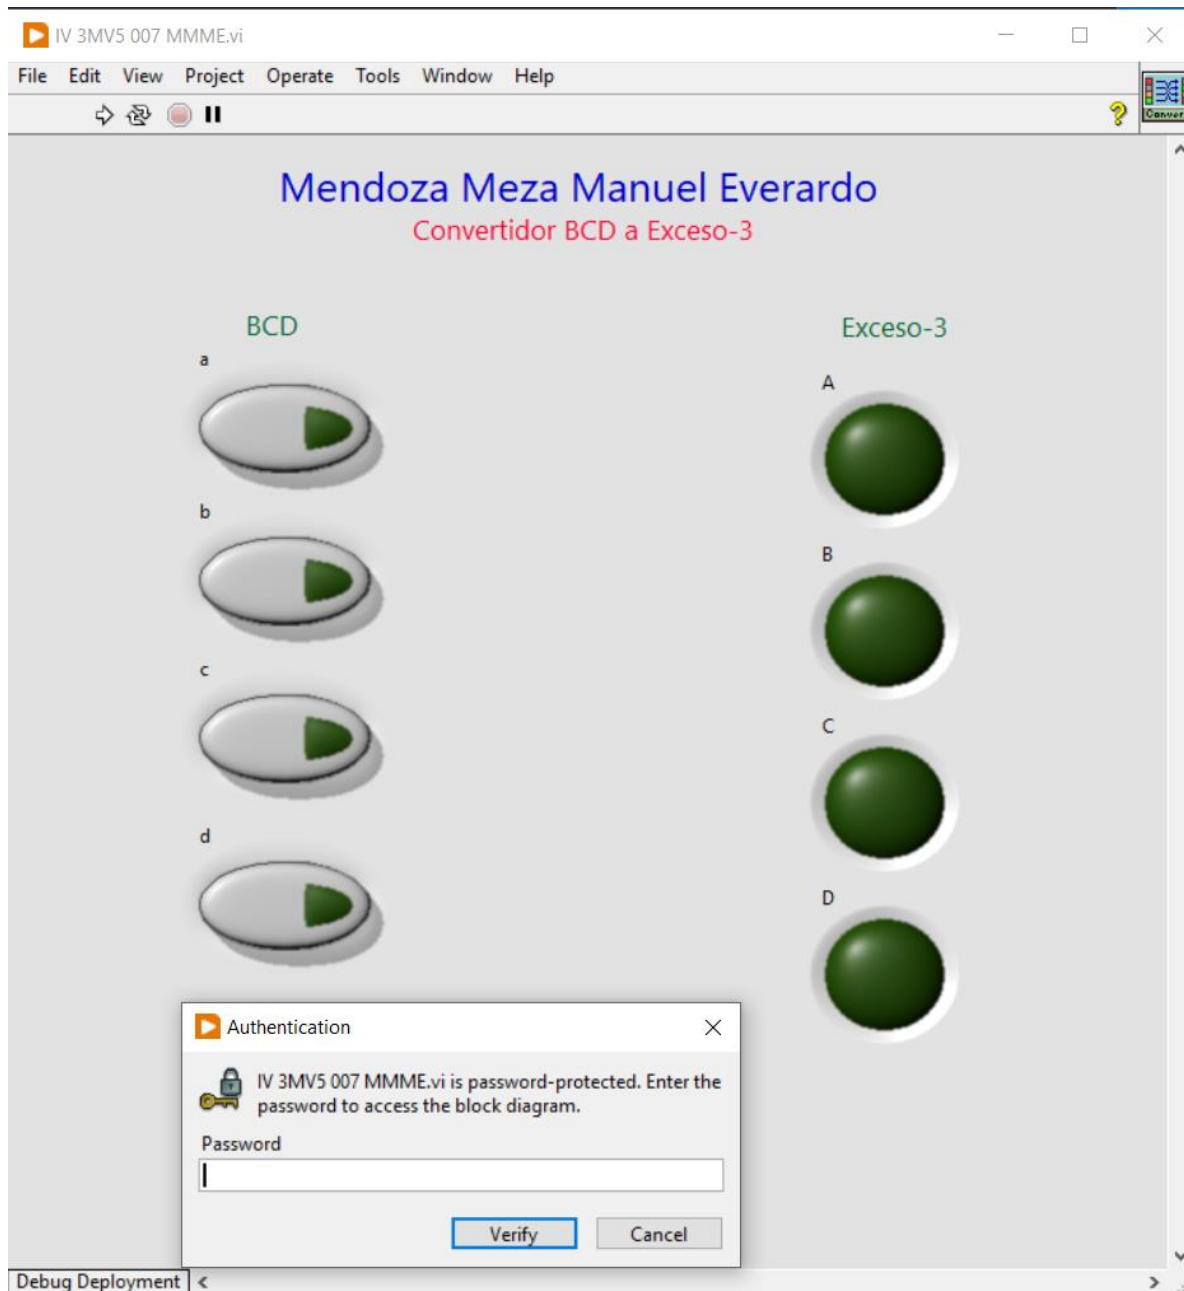 IV 3MV5 007 MMME.vi
File Edit View Project Operate Tools Window Help
Mendoza Meza Manuel Everardo
Convertidor BCD a Exceso-3
BCD
Exceso-3
a
A
b
B
c
C
d
D
Authentication
IV 3MV5 007 MMME.vi is password-protected. Enter the
password to access the block diagram.
Password
Verify Cancel
Debug Deployment